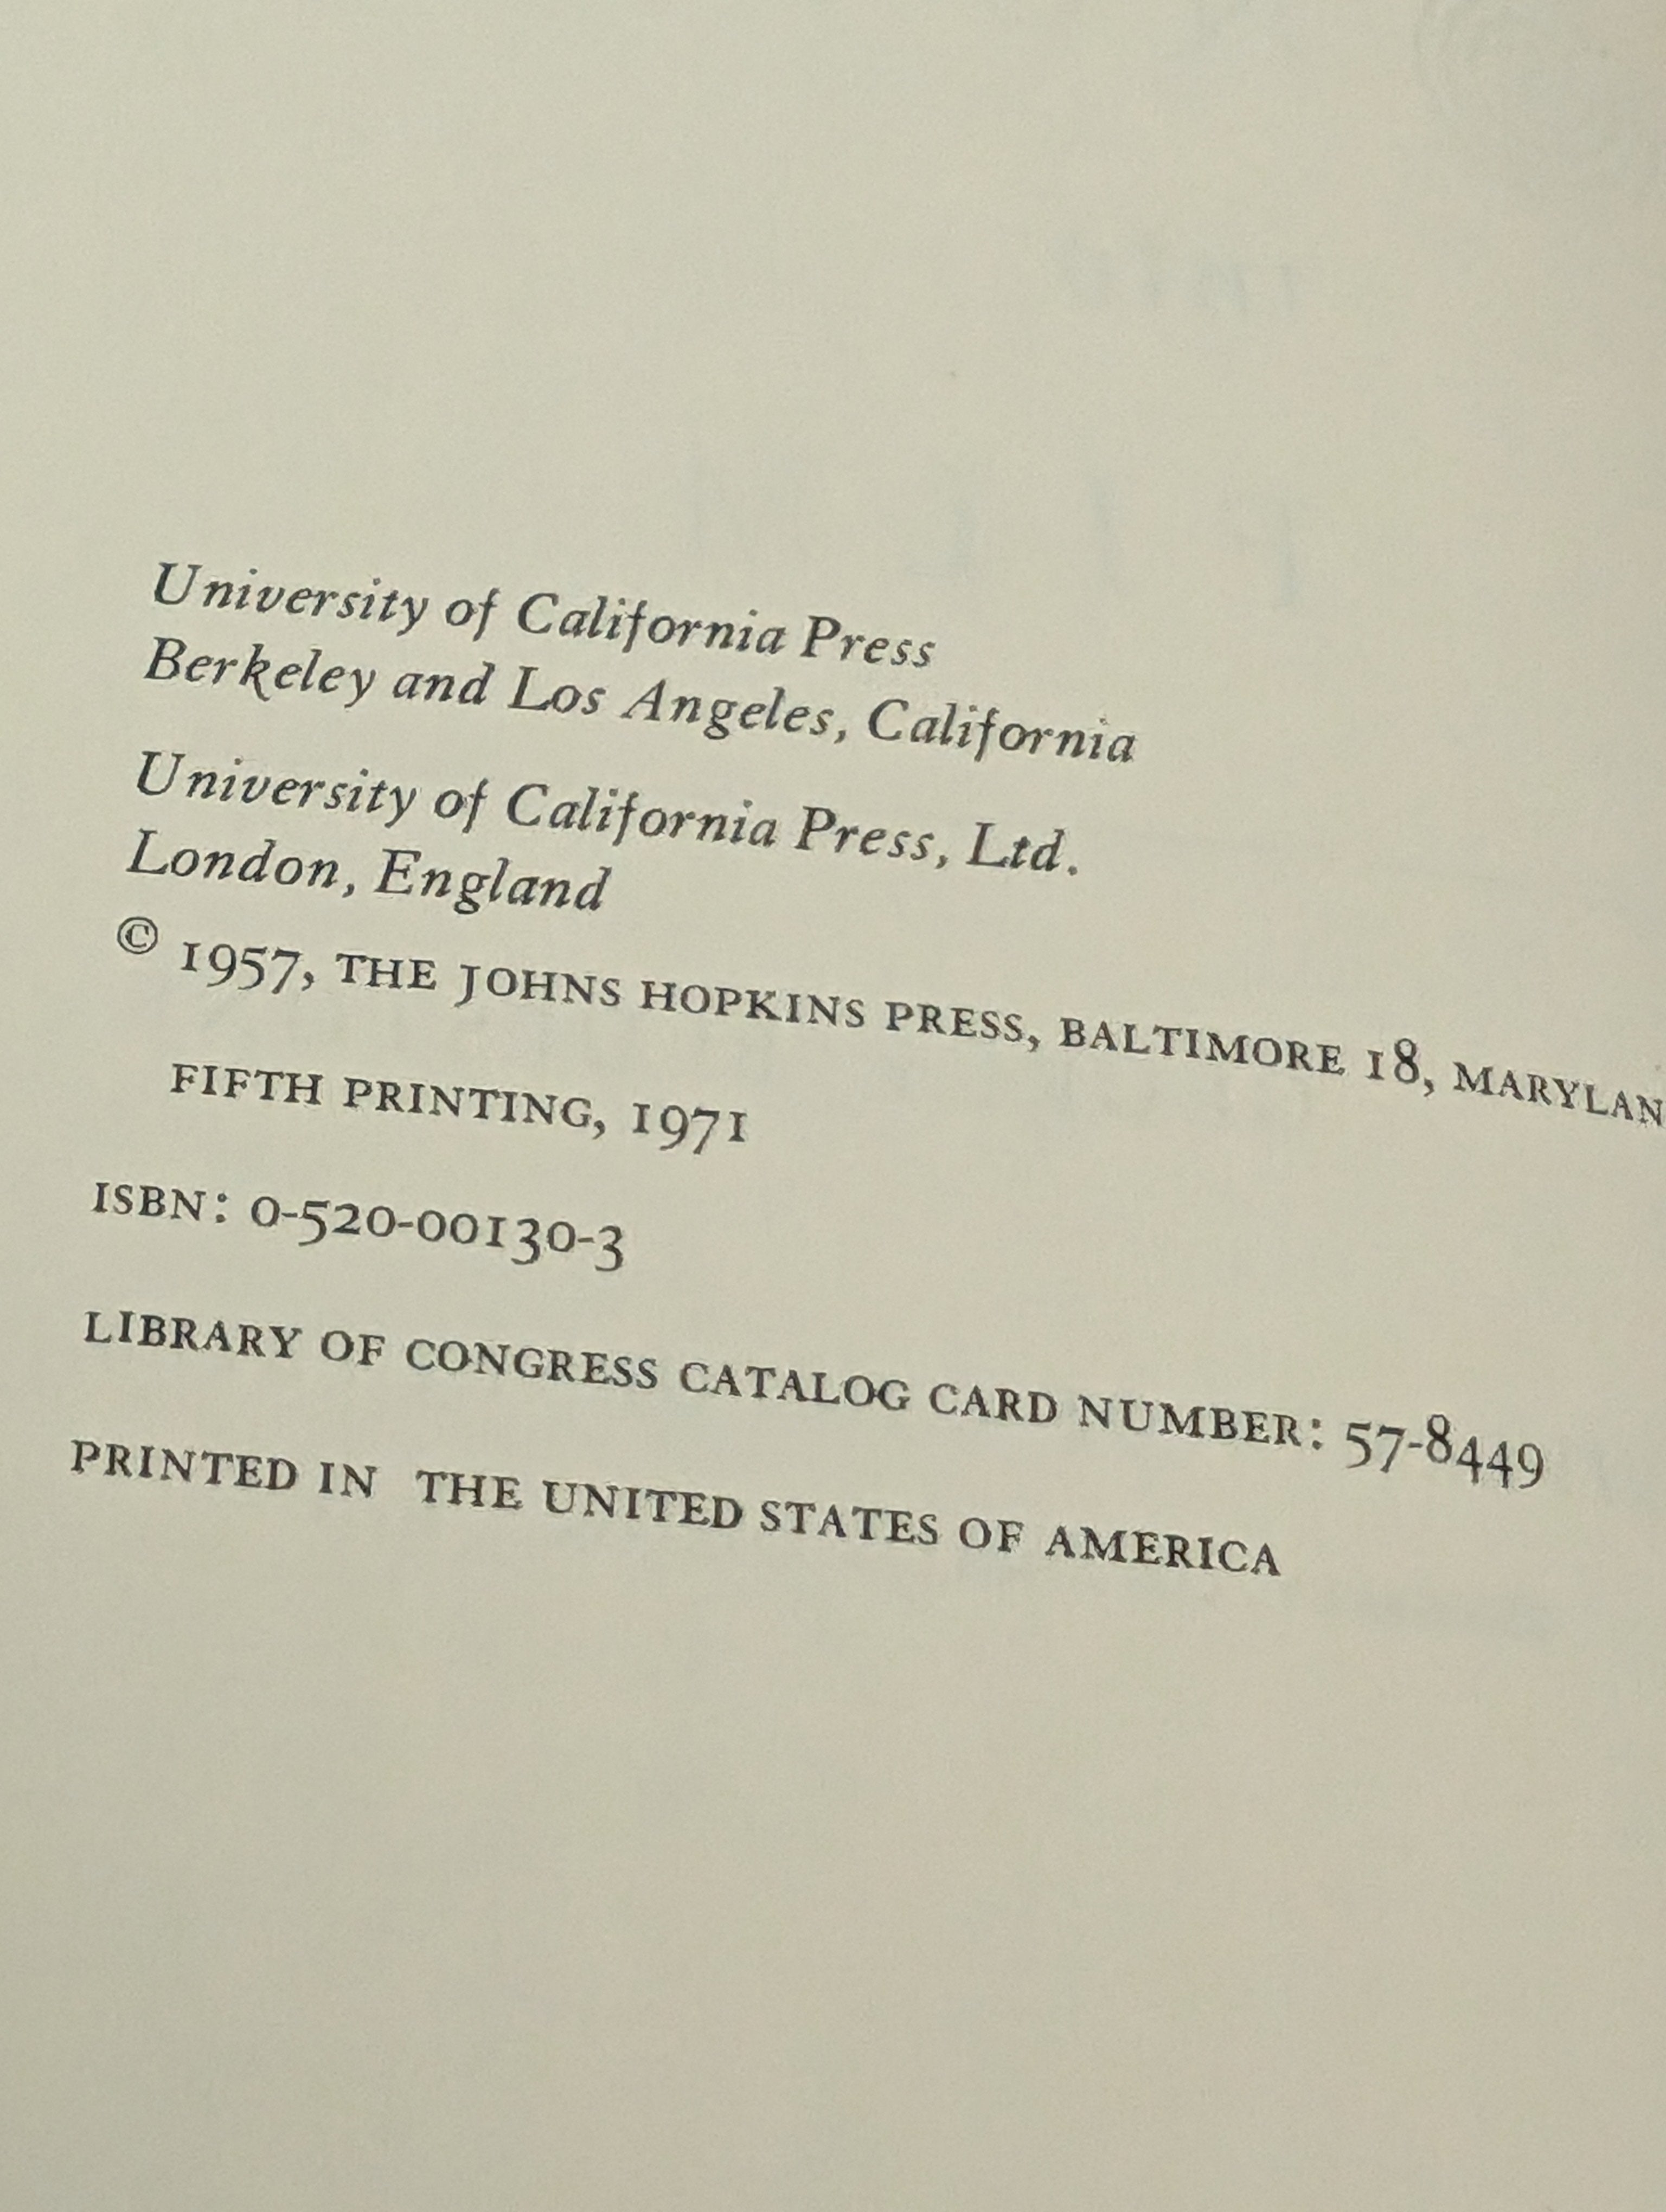 University of California Press
Berkeley and Los Angeles, California
University of California Press, Ltd.
London, England
© 1957, THE JOHNS HOPKINS PRESS, BALTIMORE 18, MARYLAN
FIFTH PRINTING, 1971
ISBN: 0-520-00130-3
LIBRARY OF CONGRESS CATALOG CARD NUMBER: 57-8449
PRINTED IN THE UNITED STATES OF AMERICA